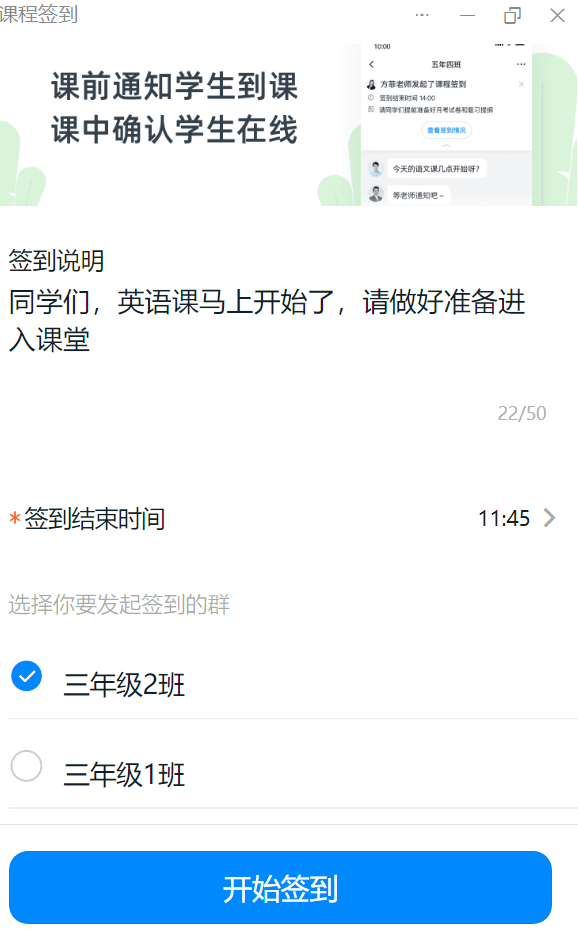 课程签到
课前通知学生到课
课中确认学生在线
10:00
五年四班
方菲老师发起了课程签到
签到结束时间 14:00
请同学们提前准备好月考试卷和复习提纲
查看签到情况
今天的语文课几点开始呀?
等老师通知吧~
签到说明
同学们，英语课马上开始了，请做好准备进
入课堂
22/50
*签到结束时间
11:45
选择你要发起签到的群
三年级2班
三年级1班
开始签到